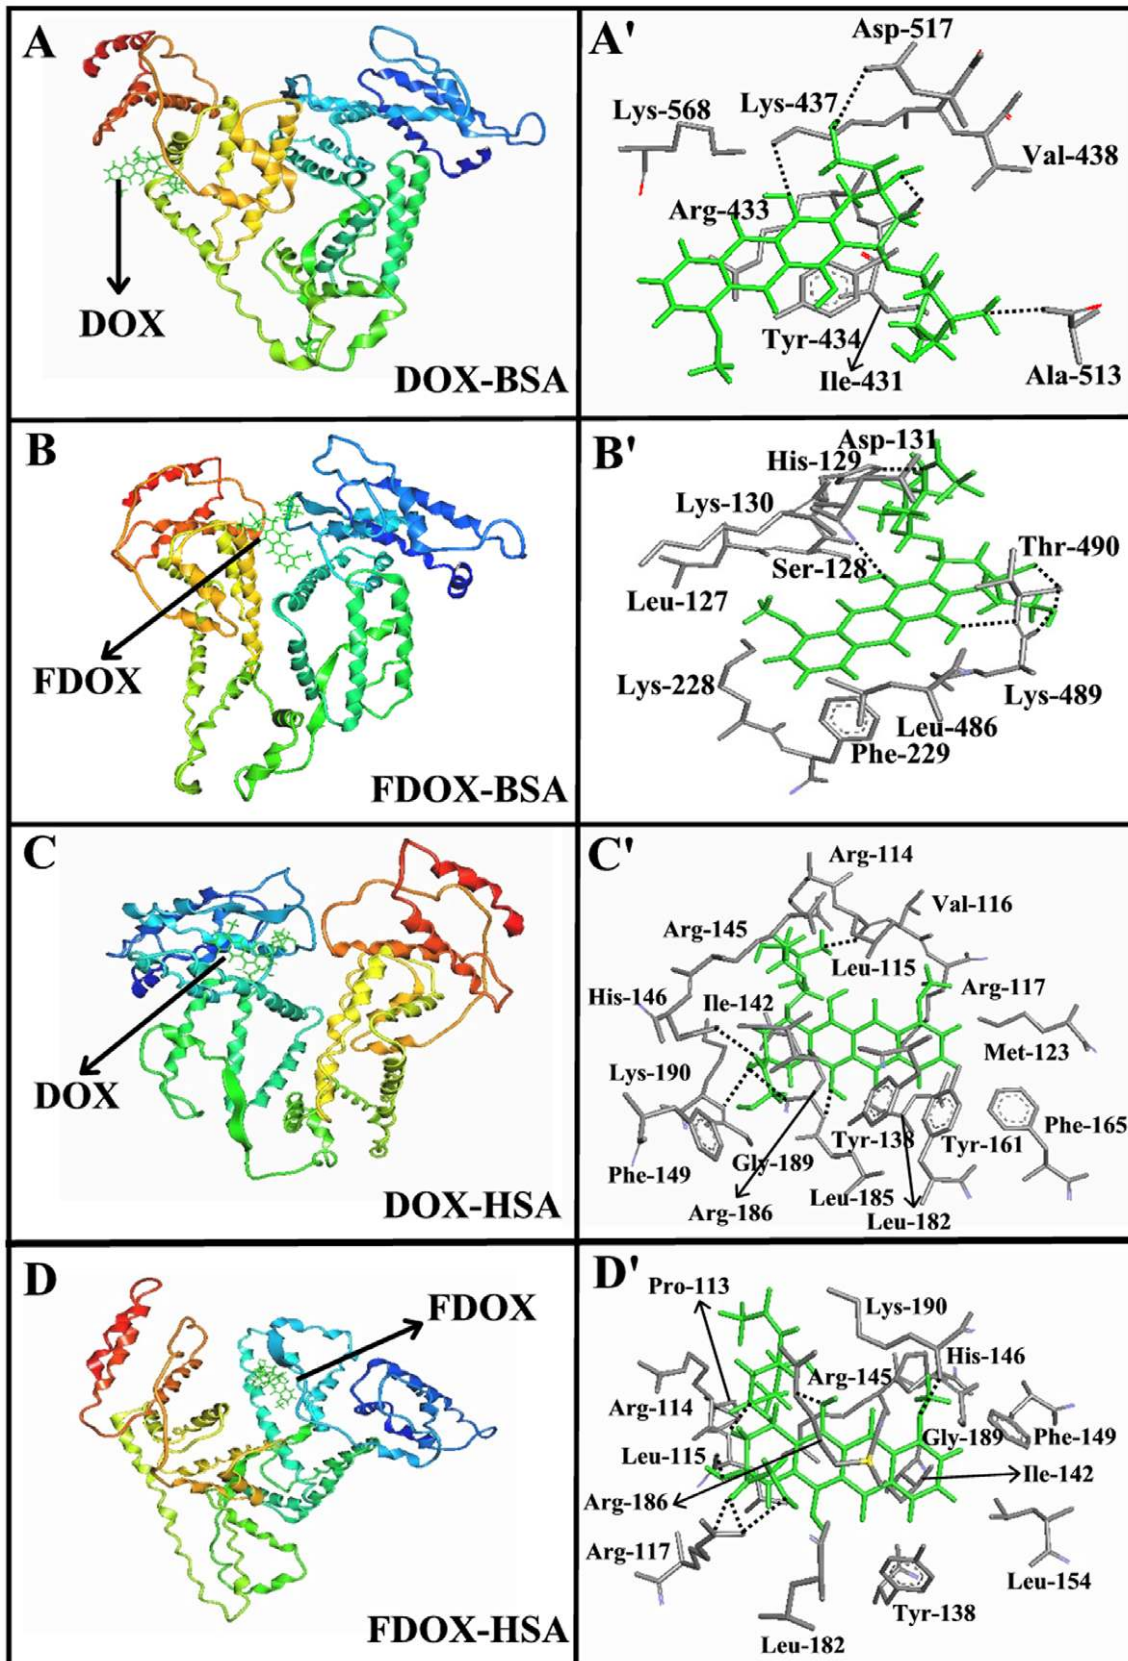 A
DOX
DOX-BSA
A'
Asp-517
Lys-568
Lys-437
Val-438
Arg-433
Tyr-434
Ile-431
Ala-513
B
FDOX
FDOX-BSA
B'
Asp-131
His-129
Lys-130
Thr-490
Ser-128
Leu-127
Lys-228
Lys-489
Leu-486
Phe-229
C
DOX
DOX-HSA
C'
Arg-114
Val-116
Arg-145
Leu-115
Arg-117
His-146
Ile-142
Met-123
Lys-190
Phe-165
Tyr-138
Tyr-161
Gly-189
Phe-149
Leu-185
Arg-186
Leu-182
D
FDOX
FDOX-HSA
D'
Pro-113
Lys-190
Arg-145
His-146
Arg-114
Gly-189
Phe-149
Leu-115
Ile-142
Arg-186
Arg-117
Leu-154
Tyr-138
Leu-182